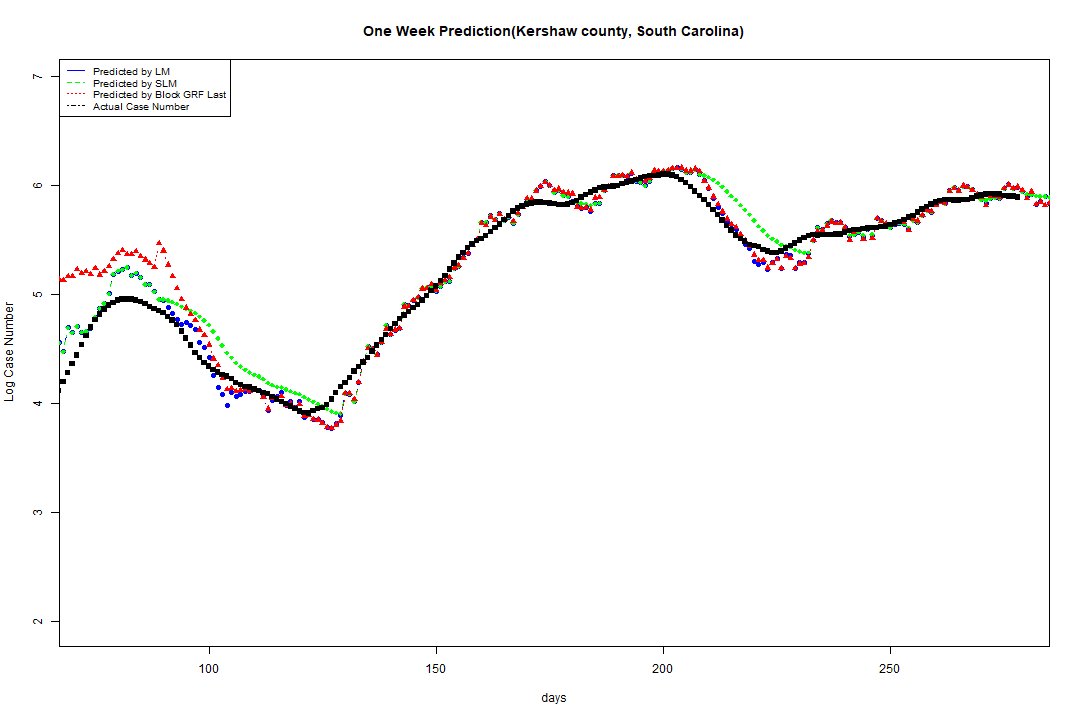 One Week Prediction(Kershaw county, South Carolina)
Predicted by LM
Predicted by SLM
Predicted by Block GRF Last
Actual Case Number
7
6
5
4
3
2
Log Case Number
100
150
200
250
days